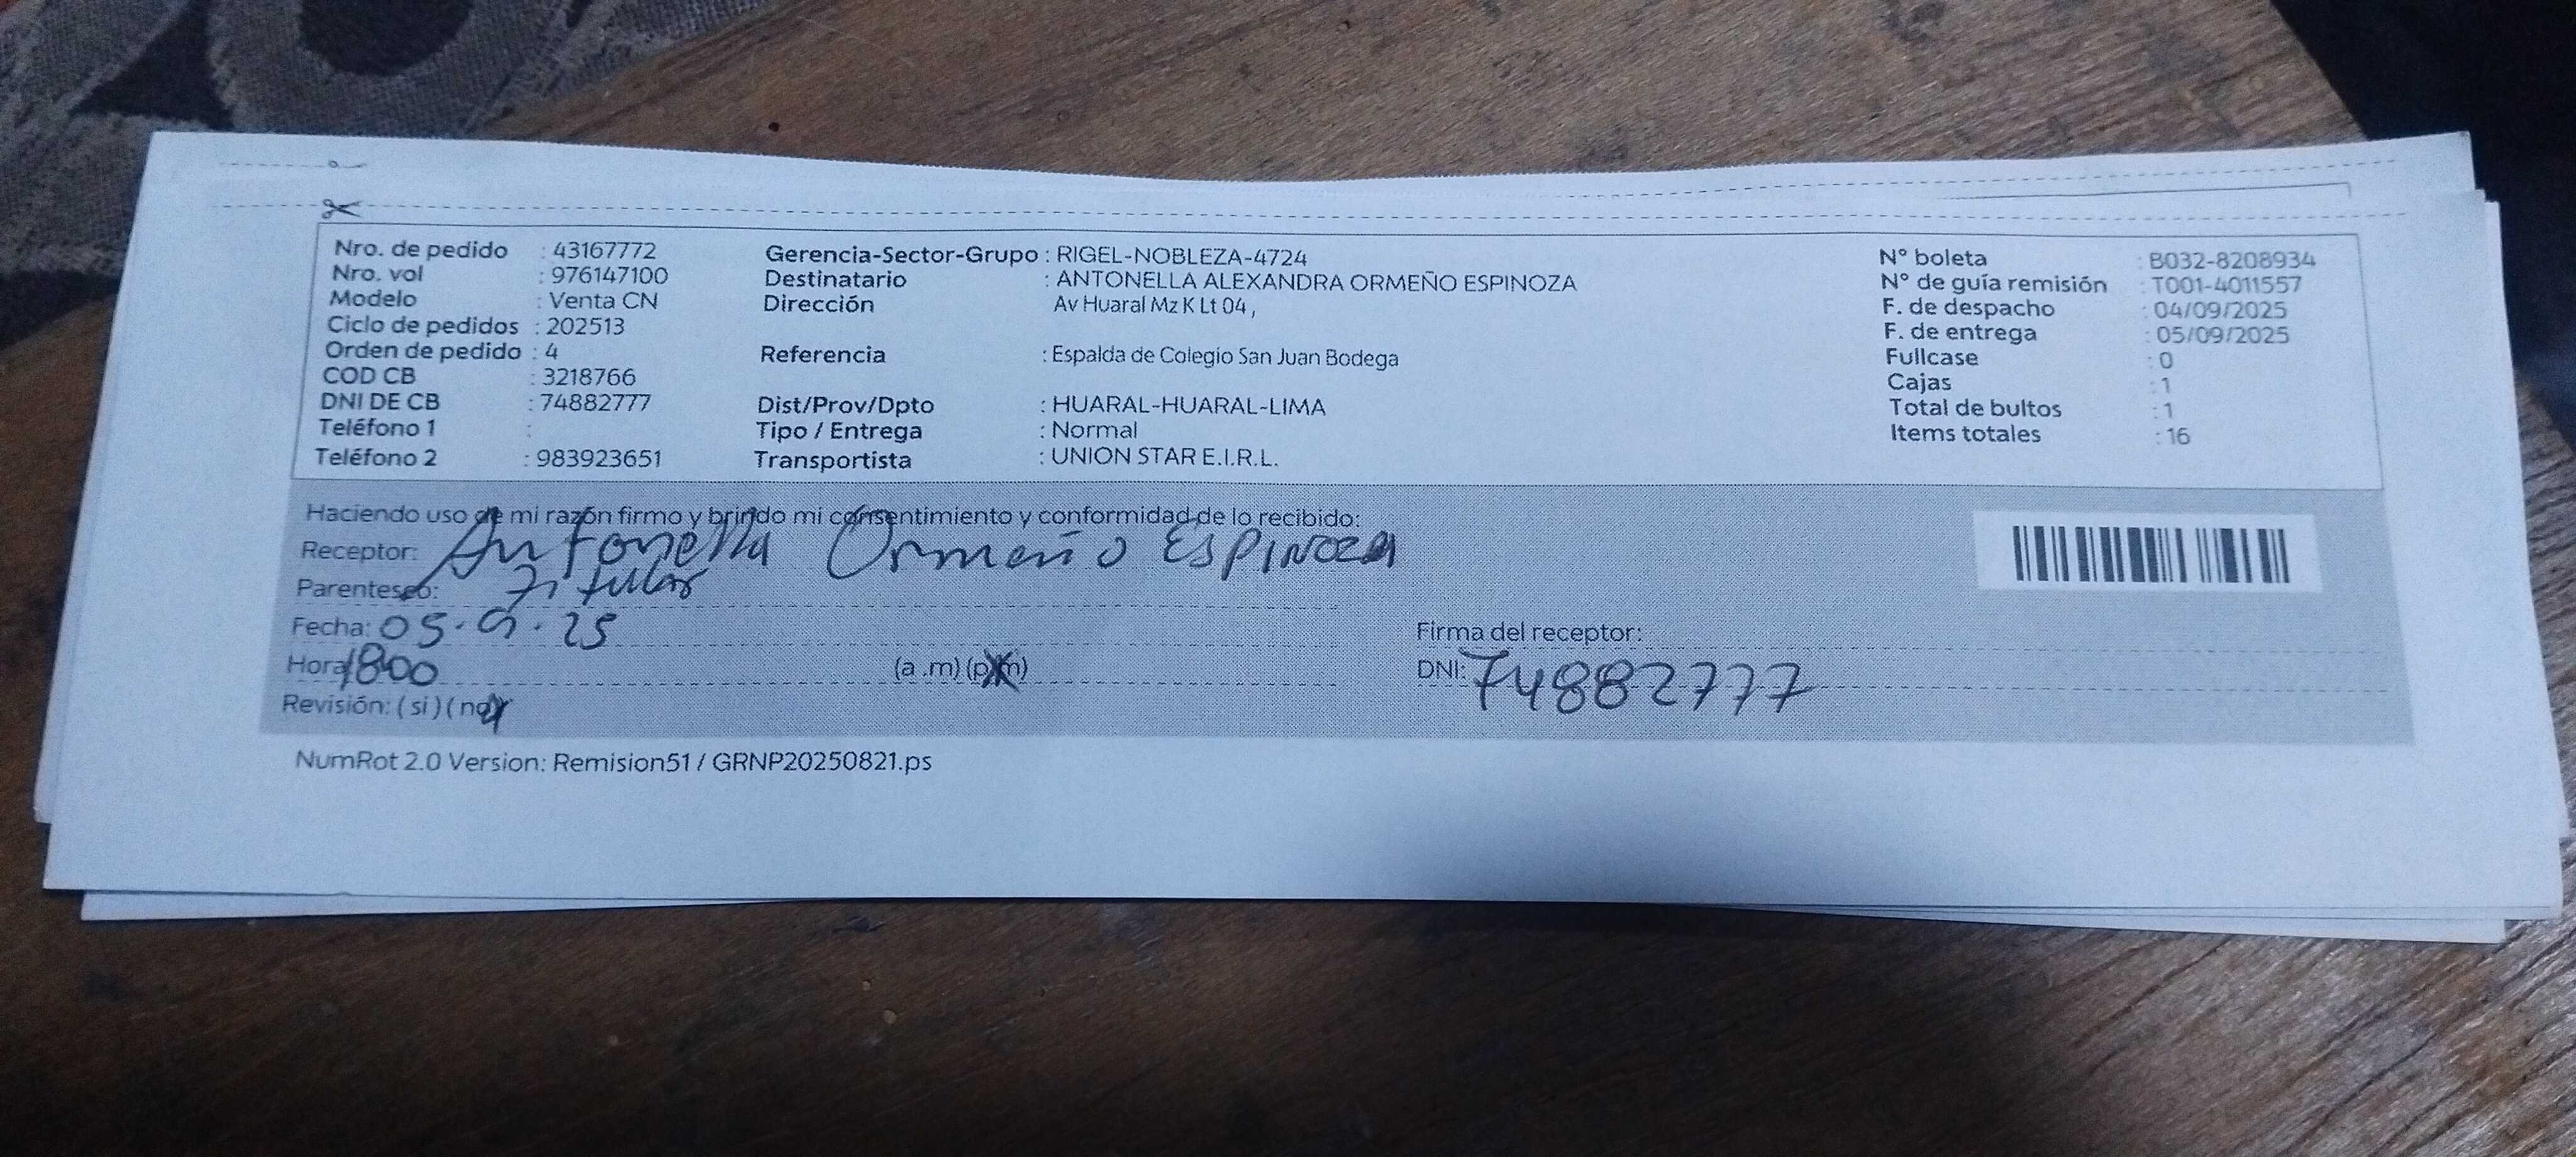 Nro. de pedido : 43167772
Nro. vol : 976147100
Modelo : Venta CN
Ciclo de pedidos : 202513
Orden de pedido : 4
COD CB : 3218766
DNI DE CB : 74882777
Teléfono 1 :
Teléfono 2 : 983923651
Gerencia-Sector-Grupo : RIGEL-NOBLEZA-4724
Destinatario : ANTONELLA ALEXANDRA ORMEÑO ESPINOZA
Dirección Av Huaral Mz K Lt 04 ,
Referencia : Espalda de Colegio San Juan Bodega
Dist/Prov/Dpto : HUARAL-HUARAL-LIMA
Tipo / Entrega : Normal
Transportista : UNION STAR E.I.R.L.
N° boleta : B032-8208934
N° de guía remisión : T001-4011557
F. de despacho : 04/09/2025
F. de entrega : 05/09/2025
Fullcase : 0
Cajas : 1
Total de bultos : 1
Items totales : 16
Haciendo uso de mi razón firmo y brindo mi consentimiento y conformidad de lo recibido:
Receptor: Antonella Ormeño ESPINOZA
Parentesco: Titular
Fecha: 05.9.25
Hora 1800 (a .m) (p.m)
Revisión: ( si ) ( no )
Firma del receptor:
DNI: 74882777
NumRot 2.0 Version: Remision51 / GRNP20250821.ps